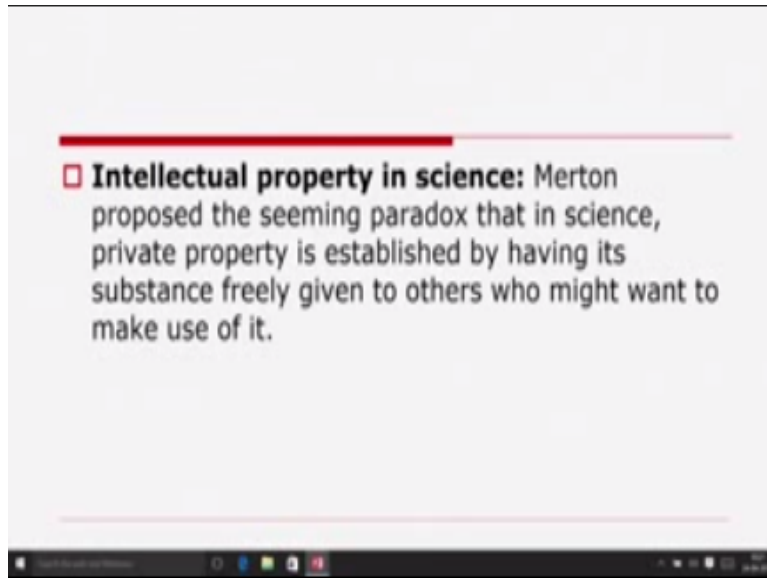 Intellectual property in science: Merton
proposed the seeming paradox that in science,
private property is established by having its
substance freely given to others who might want to
make use of it.